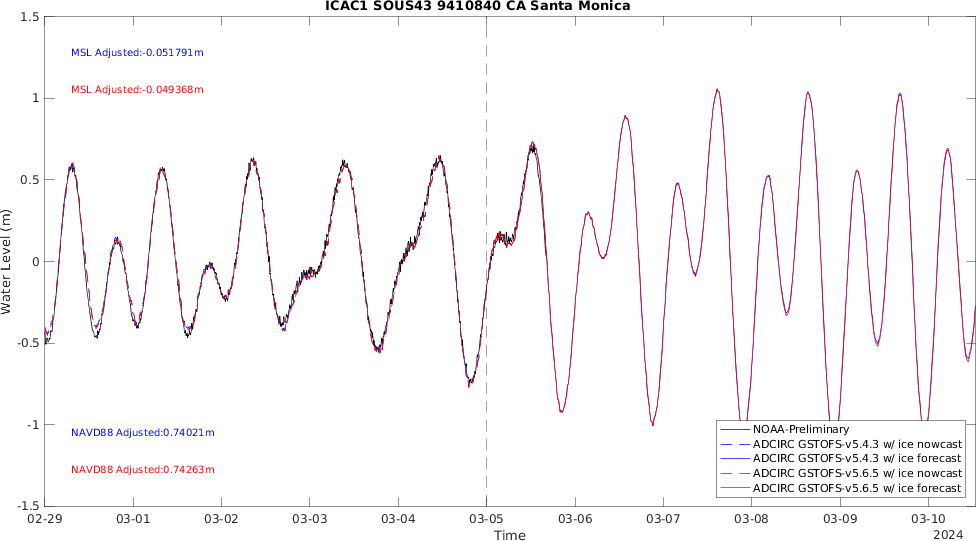 ICAC1 SOUS43 9410840 CA Santa Monica
1.5
MSL Adjusted:-0.051791m
MSL Adjusted:-0.049368m
1
0.5
Water Level (m)
0
-0.5
-1
NAVD88 Adjusted:0.74021m
NAVD88 Adjusted:0.74263m
NOAA-Preliminary
ADCIRC GSTOFS-v5.4.3 w/ ice nowcast
ADCIRC GSTOFS-v5.4.3 w/ ice forecast
ADCIRC GSTOFS-v5.6.5 w/ ice nowcast
ADCIRC GSTOFS-v5.6.5 w/ ice forecast
-1.5
02-29 03-01 03-02 03-03 03-04 03-05 03-06 03-07 03-08 03-09 03-10
Time
2024